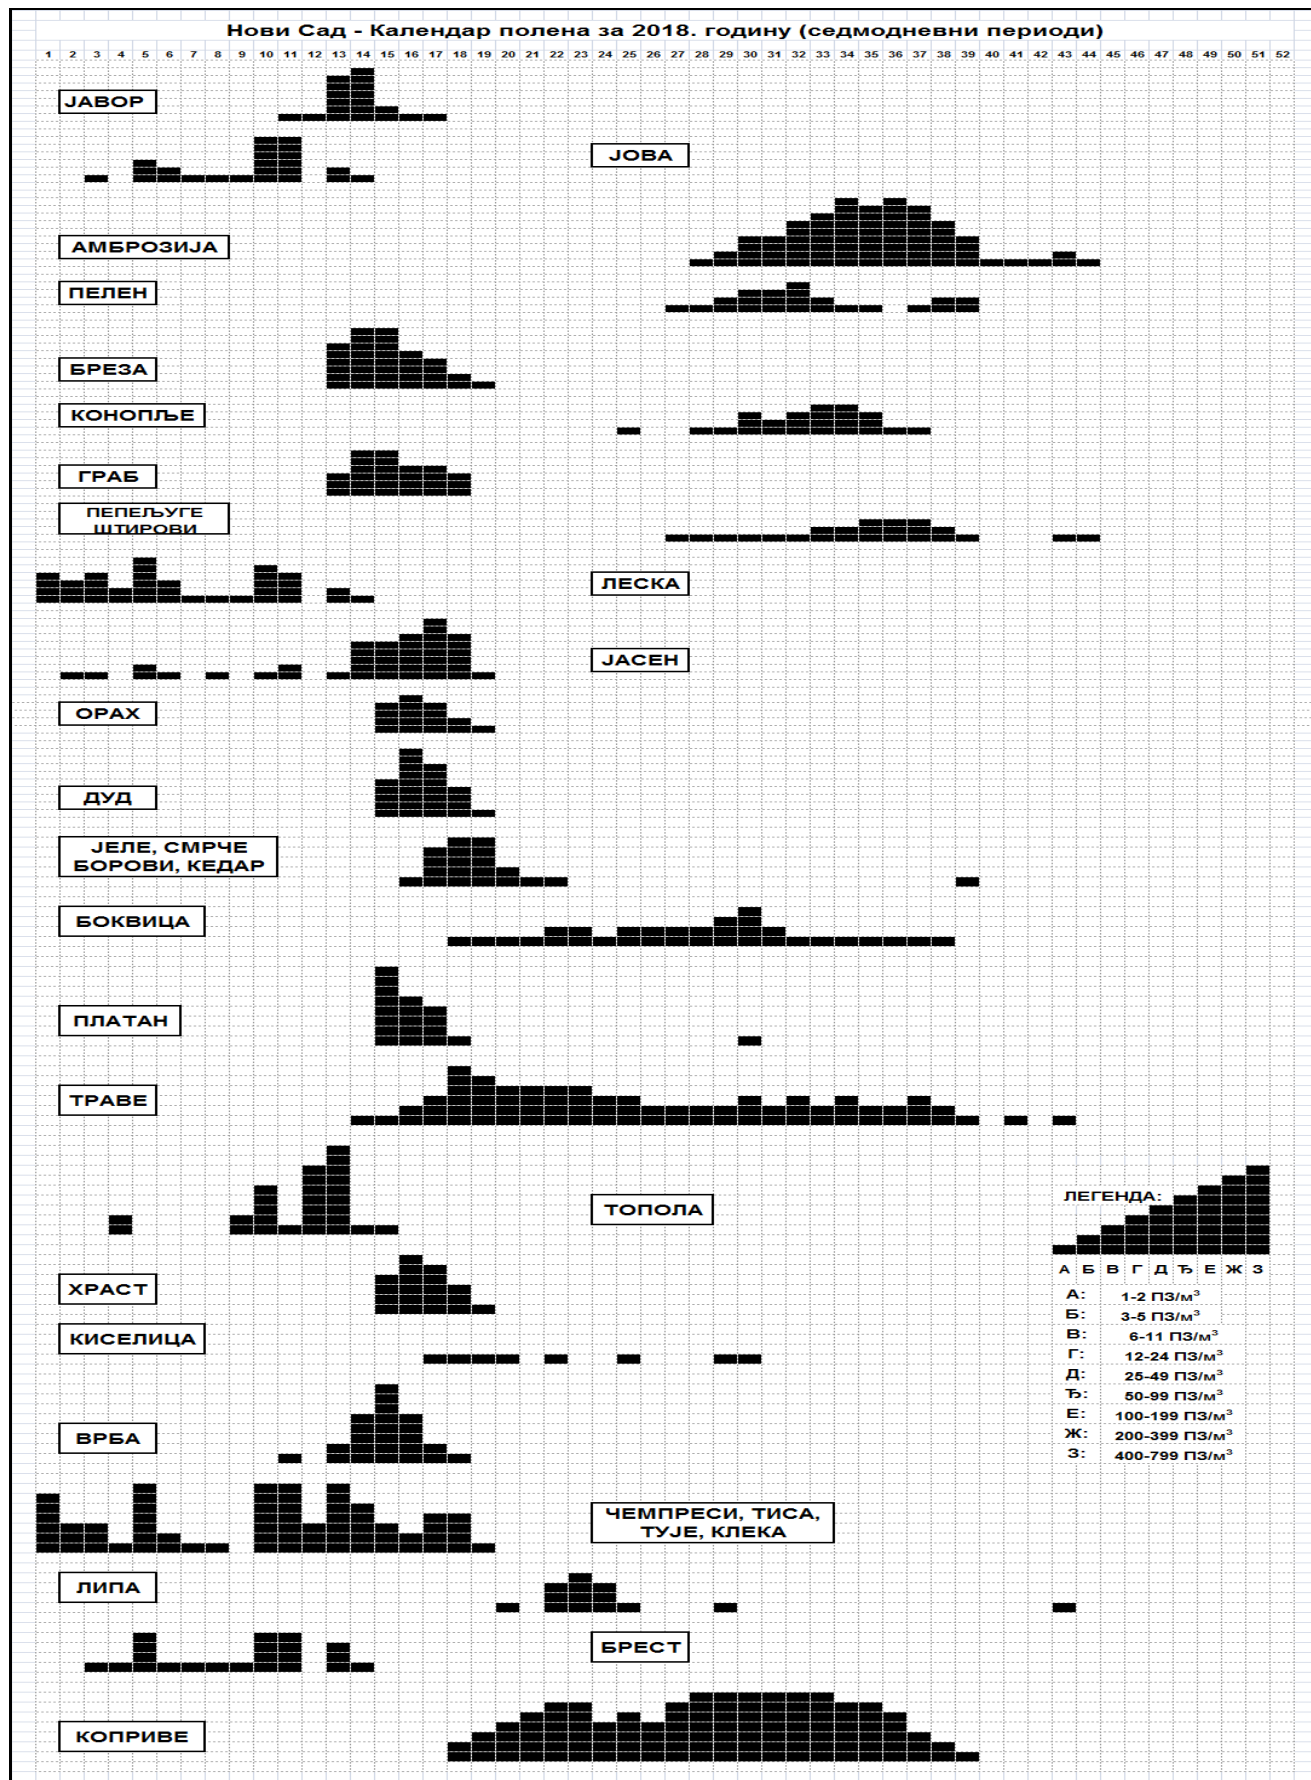 Нови Сад - Календар полена за 2018. годину (седмодневни периоди)
1 2 3 4 5 6 7 8 9 10 11 12 13 14 15 16 17 18 19 20 21 22 23 24 25 26 27 28 29 30 31 32 33 34 35 36 37 38 39 40 41 42 43 44 45 46 47 48 49 50 51 52
ЈАВОР
ЈОВА
АМБРОЗИЈА
ПЕЛЕН
БРЕЗА
КОНОПЉЕ
ГРАБ
ПЕПЕЉУГЕ
ШТИРОВИ
ЛЕСКА
ЈАСЕН
ОРАХ
ДУД
ЈЕЛЕ, СМРЧЕ
БОРОВИ, КЕДАР
БОКВИЦА
ПЛАТАН
ТРАВЕ
ТОПОЛА
ЛЕГЕНДА:
А Б В Г Д Ђ Е Ж З
А: 1-2 ПЗ/м³
Б: 3-5 ПЗ/м³
В: 6-11 ПЗ/м³
Г: 12-24 ПЗ/м³
Д: 25-49 ПЗ/м³
Ђ: 50-99 ПЗ/м³
Е: 100-199 ПЗ/м³
Ж: 200-399 ПЗ/м³
З: 400-799 ПЗ/м³
ХРАСТ
КИСЕЛИЦА
ВРБА
ЧЕМПРЕСИ, ТИСА,
ТУЈЕ, КЛЕКА
ЛИПА
БРЕСТ
КОПРИВЕ